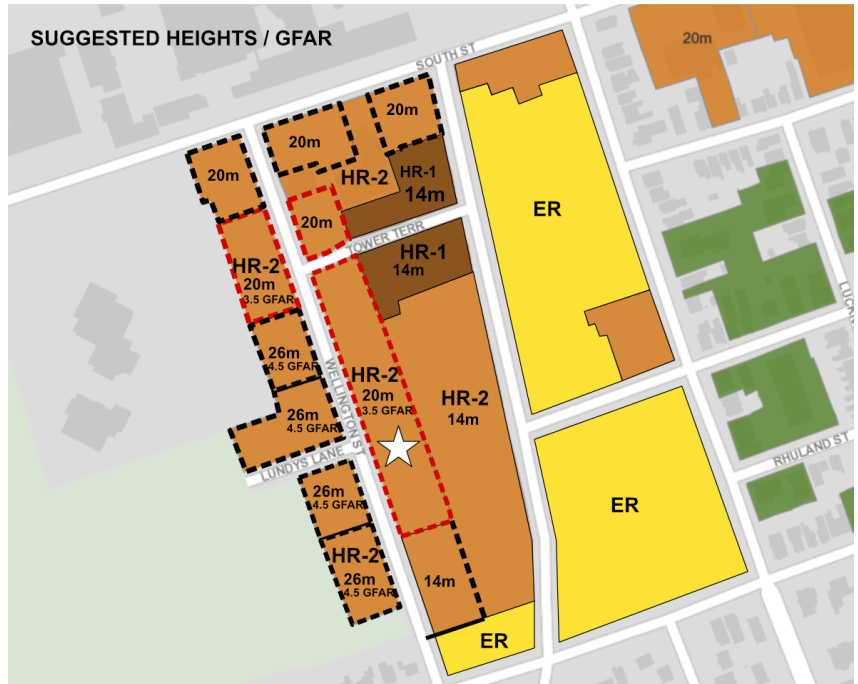 SUGGESTED HEIGHTS / GFAR
SOUTH ST
20m
20m
20m
20m
HR-2
HR-1
14m
20m
TOWER TERR
ER
HR-2
20m
3.5 GFAR
HR-1
14m
26m
4.5 GFAR
WELLINGTON ST
HR-2
20m
3.5 GFAR
HR-2
14m
26m
4.5 GFAR
LUNDYS LANE
RHULAND ST
26m
4.5 GFAR
ER
HR-2
26m
4.5 GFAR
14m
ER